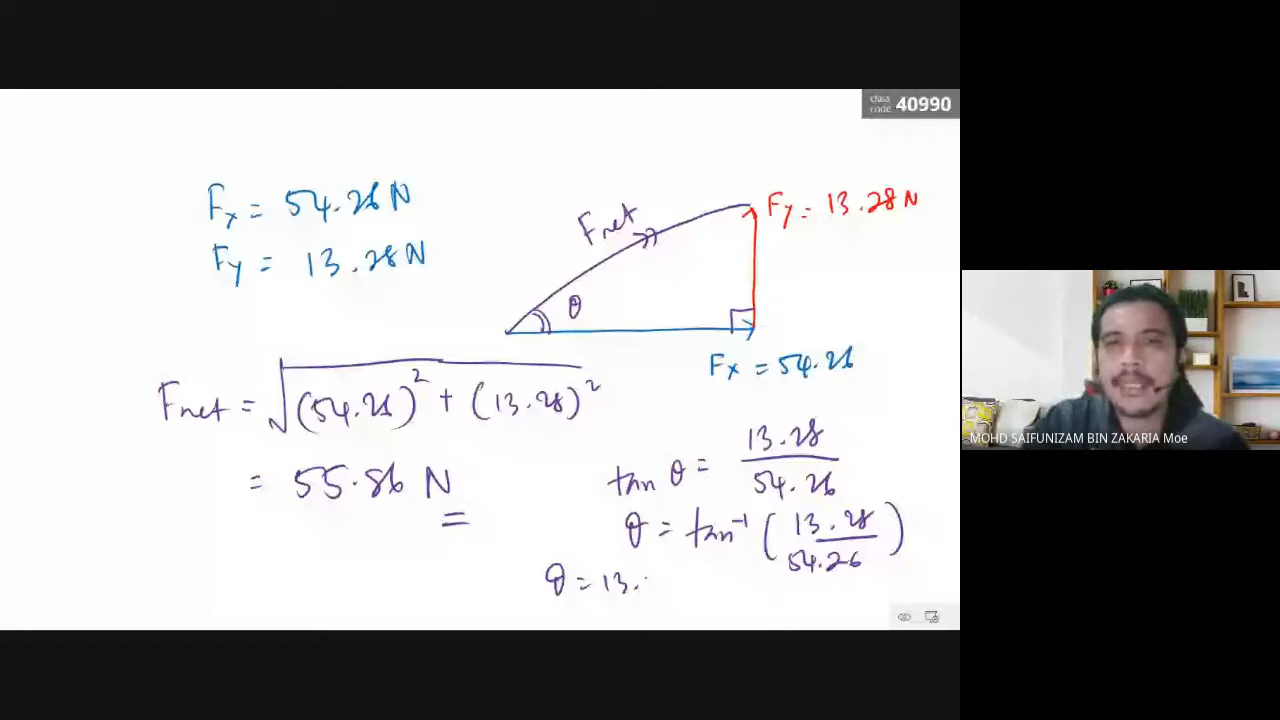 class code 40990
Fx = 54.26 N
Fy = 13.28 N
Fnet
Fy = 13.28 N
θ
Fx = 54.26
Fnet = √(54.26)² + (13.28)²
= 55.86 N
tan θ = 13.28 / 54.26
θ = tan⁻¹ (13.28 / 54.26)
θ = 13.
MOHD SAIFUNIZAM BIN ZAKARIA Moe